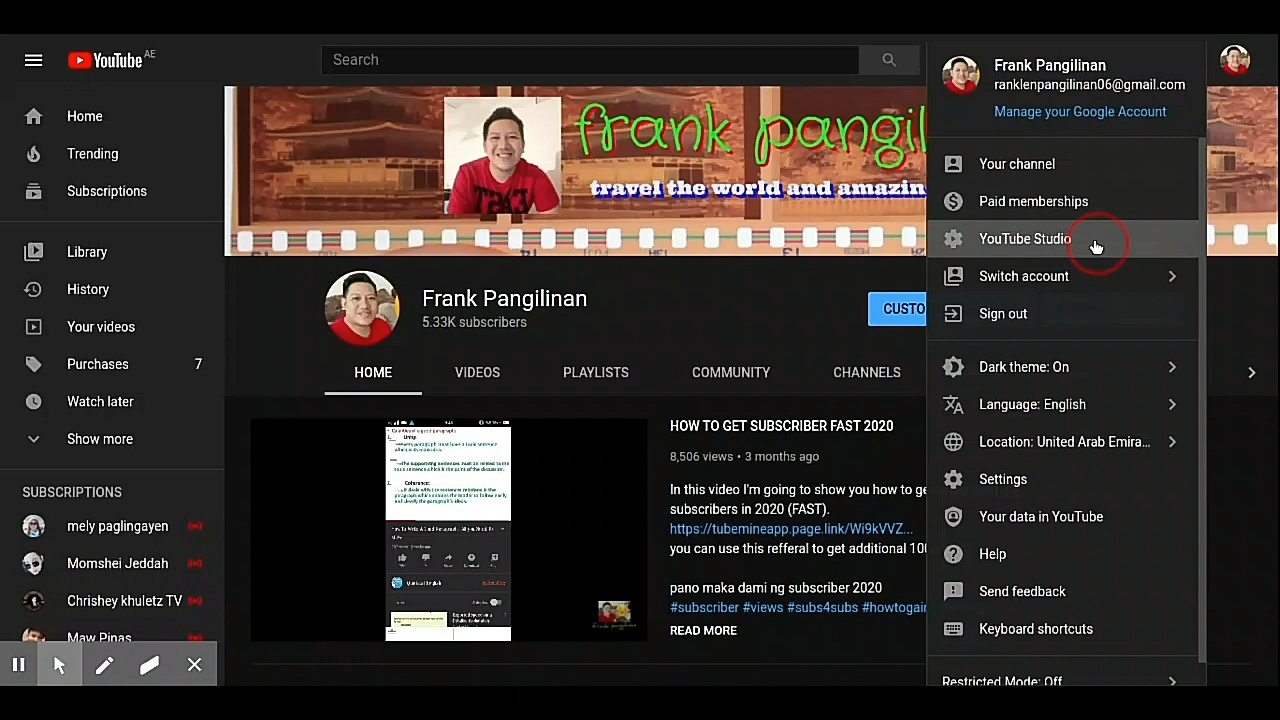 YouTube AE
Search
Frank Pangilinan
ranklenpangilinan06@gmail.com
Manage your Google Account
Home
Trending
Subscriptions
Library
History
Your videos
Purchases 7
Watch later
Show more
SUBSCRIPTIONS
mely paglingayen
Momshei Jeddah
Chrishey khuletz TV
Maw Pinas
frank pangil
travel the world and amazin
Frank Pangilinan
5.33K subscribers
CUSTO
HOME VIDEOS PLAYLISTS COMMUNITY CHANNELS
HOW TO GET SUBSCRIBER FAST 2020
8,506 views • 3 months ago
In this video I'm going to show you how to ge
subscribers in 2020 (FAST).
https://tubemineapp.page.link/Wi9kVVZ...
you can use this refferal to get additional 10
pano maka dami ng subscriber 2020
#subscriber #views #subs4subs #howtogain
READ MORE
Unity:
Coherence:
Your channel
Paid memberships
YouTube Studio
Switch account
Sign out
Dark theme: On
Language: English
Location: United Arab Emira...
Settings
Your data in YouTube
Help
Send feedback
Keyboard shortcuts
Restricted Mode: Off